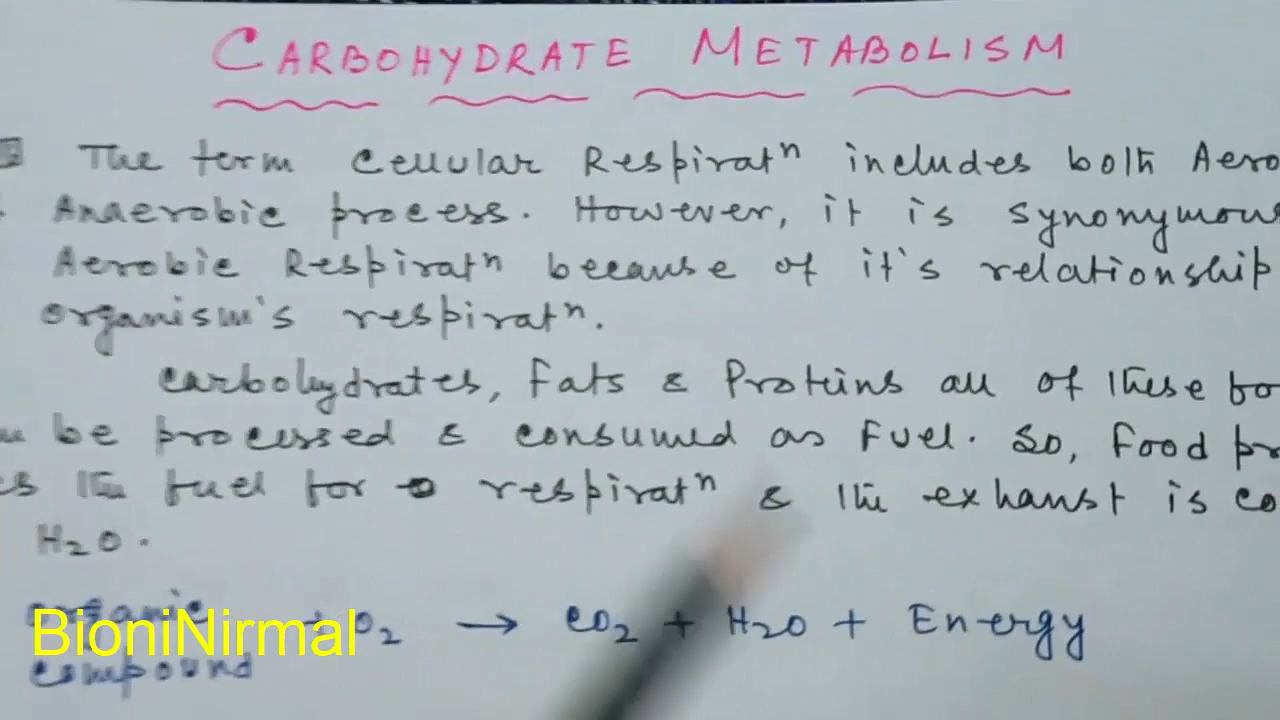 CARBOHYDRATE METABOLISM
The term Cellular Respiratⁿ includes both Aero
Anaerobic process. However, it is synonymous
Aerobic Respiratⁿ because of it's relationship
organism's respiratⁿ.
Carbohydrates, Fats & Proteins all of these fo
be processed & consumed as fuel. So, Food pr
es the fuel for respiratⁿ & the exhaust is co
H₂O.
organic + O₂ → CO₂ + H₂O + Energy
compound
BioniNirmal